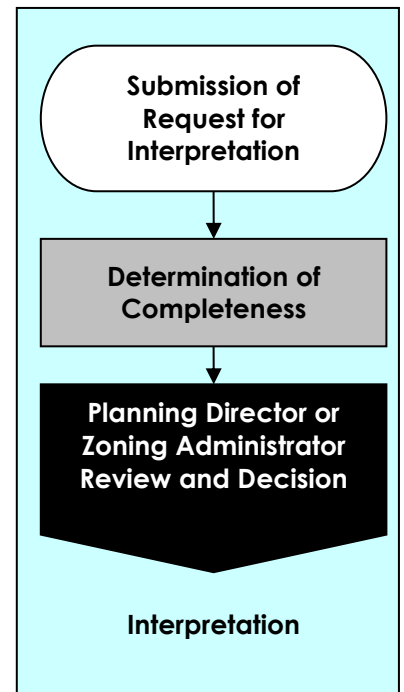 Submission of
Request for
Interpretation
Determination of
Completeness
Planning Director or
Zoning Administrator
Review and Decision
Interpretation